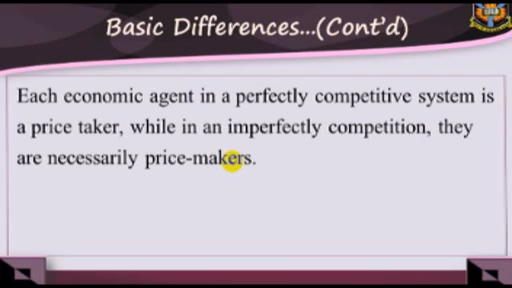 Basic Differences...(Cont'd)
Each economic agent in a perfectly competitive system is
a price taker, while in an imperfectly competition, they
are necessarily price-makers.